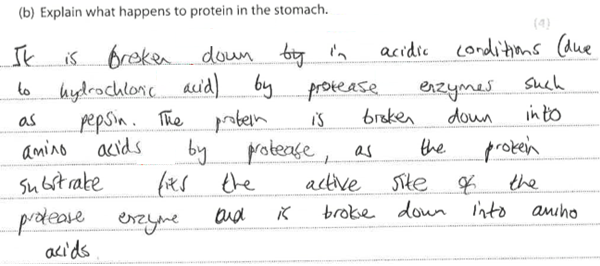 (b) Explain what happens to protein in the stomach.
(4)
It is broken down by in acidic conditions (due
to hydrochloric acid) by protease enzymes such
as pepsin. The protein is broken down into
amino acids by protease, as the protein
substrate fits the active site of the
protease enzyme and is broke down into amino
acids.